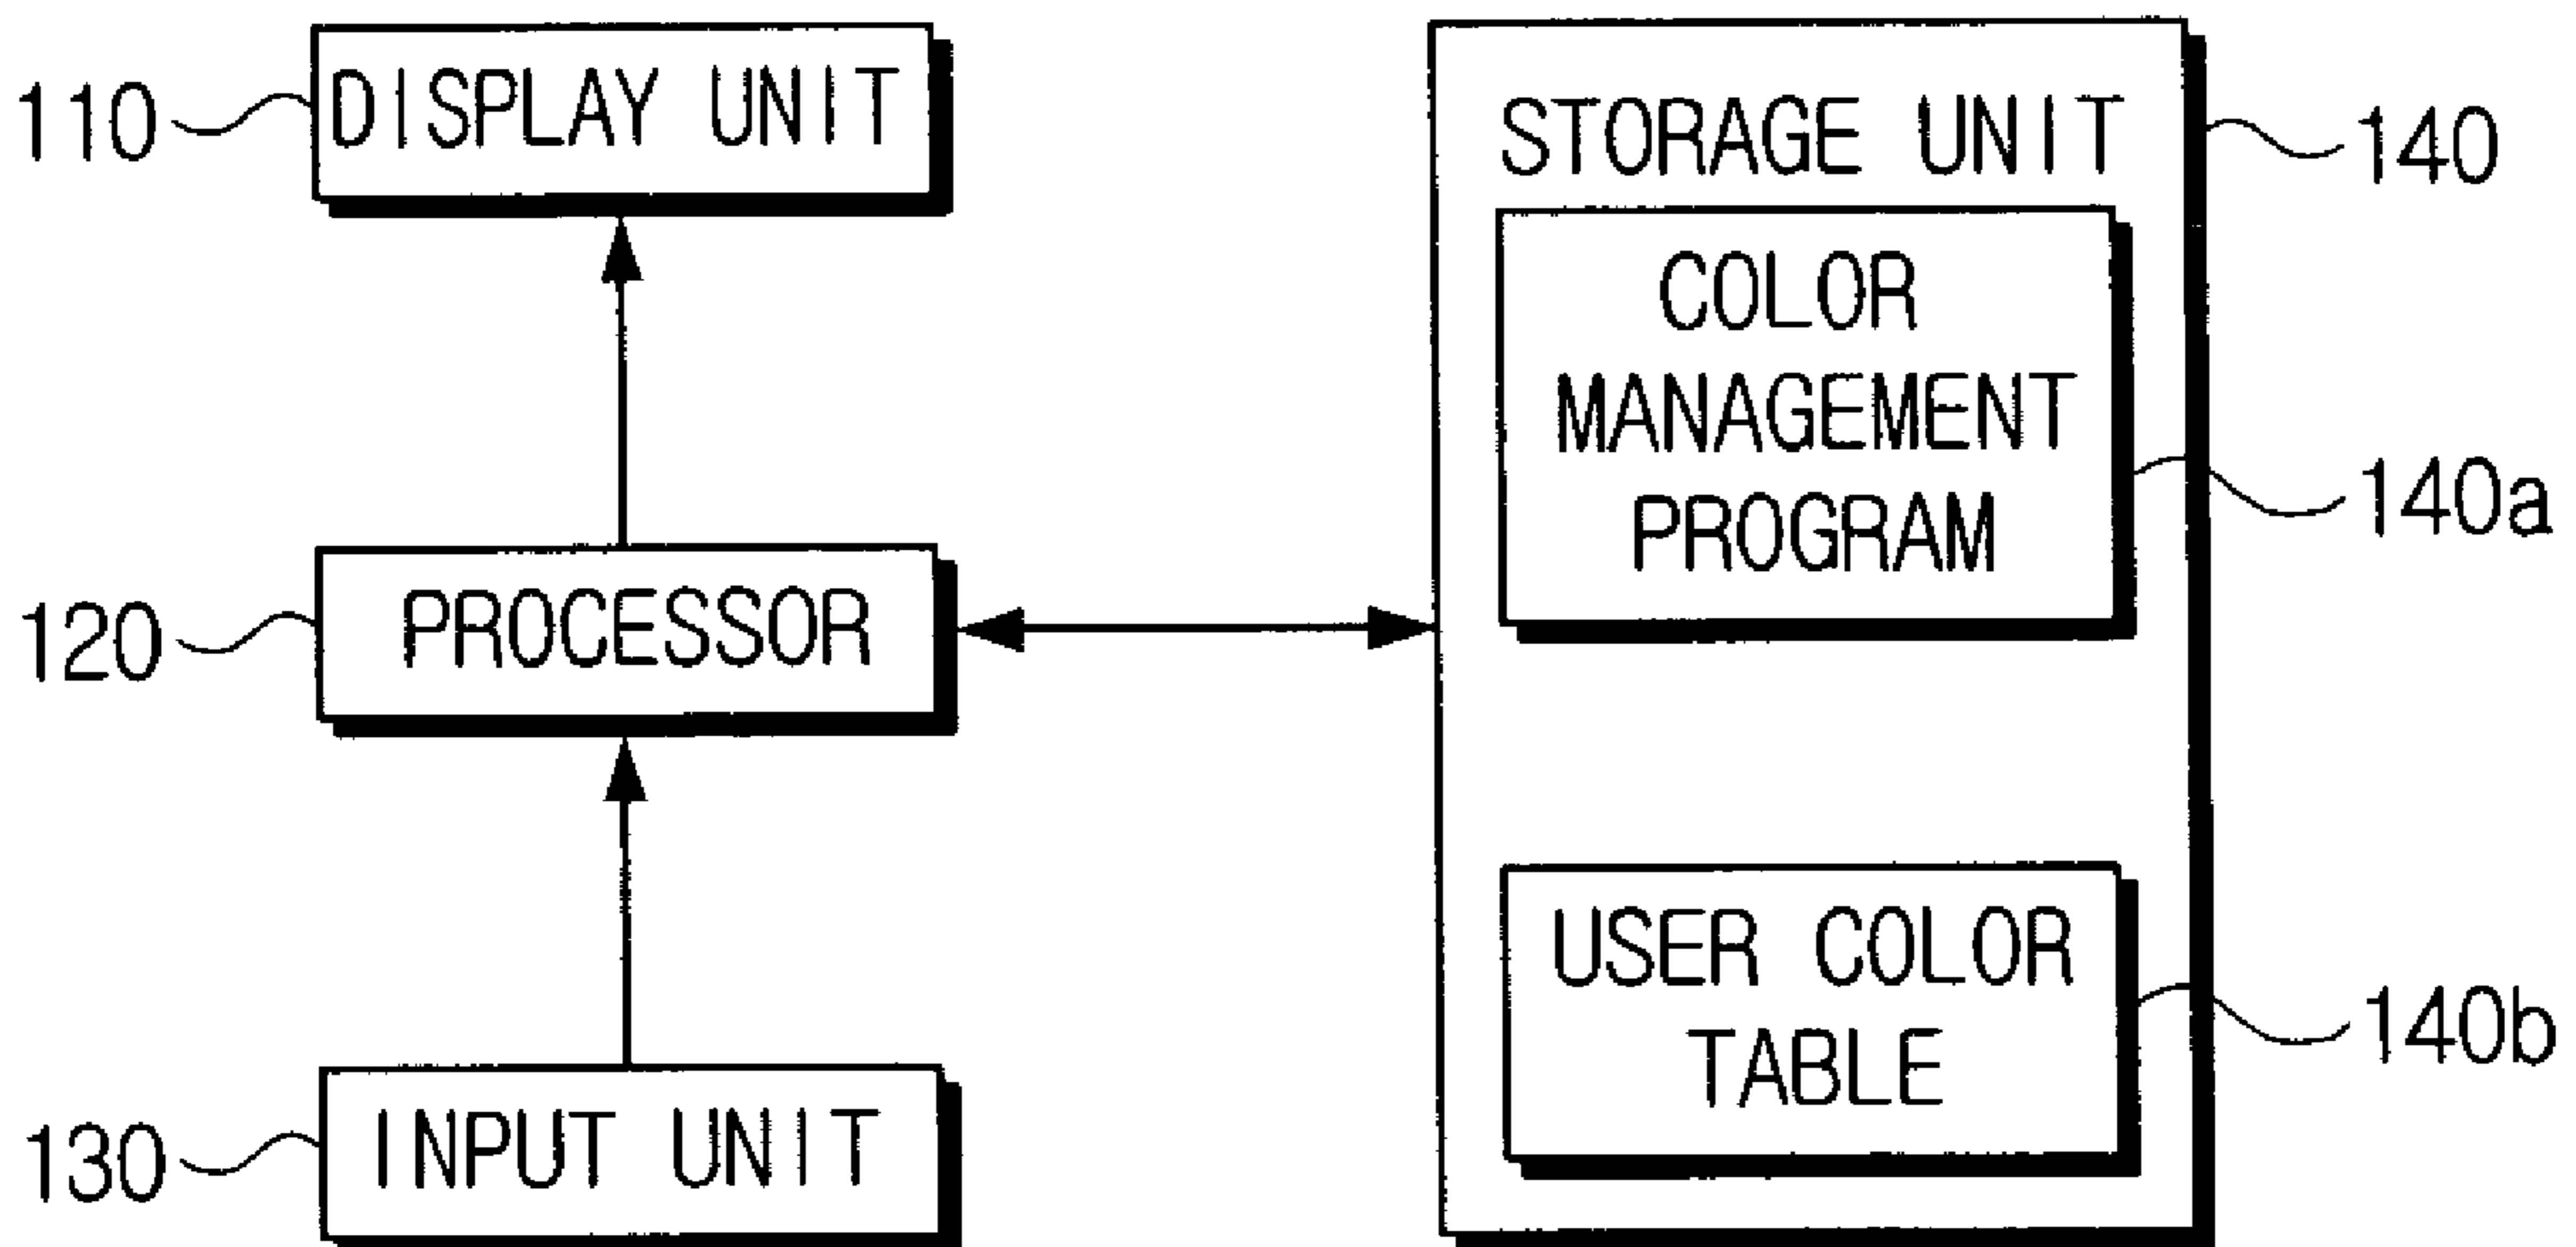 110
DISPLAY UNIT
120
PROCESSOR
130
INPUT UNIT
STORAGE UNIT
140
COLOR
MANAGEMENT
PROGRAM
140a
USER COLOR
TABLE
140b